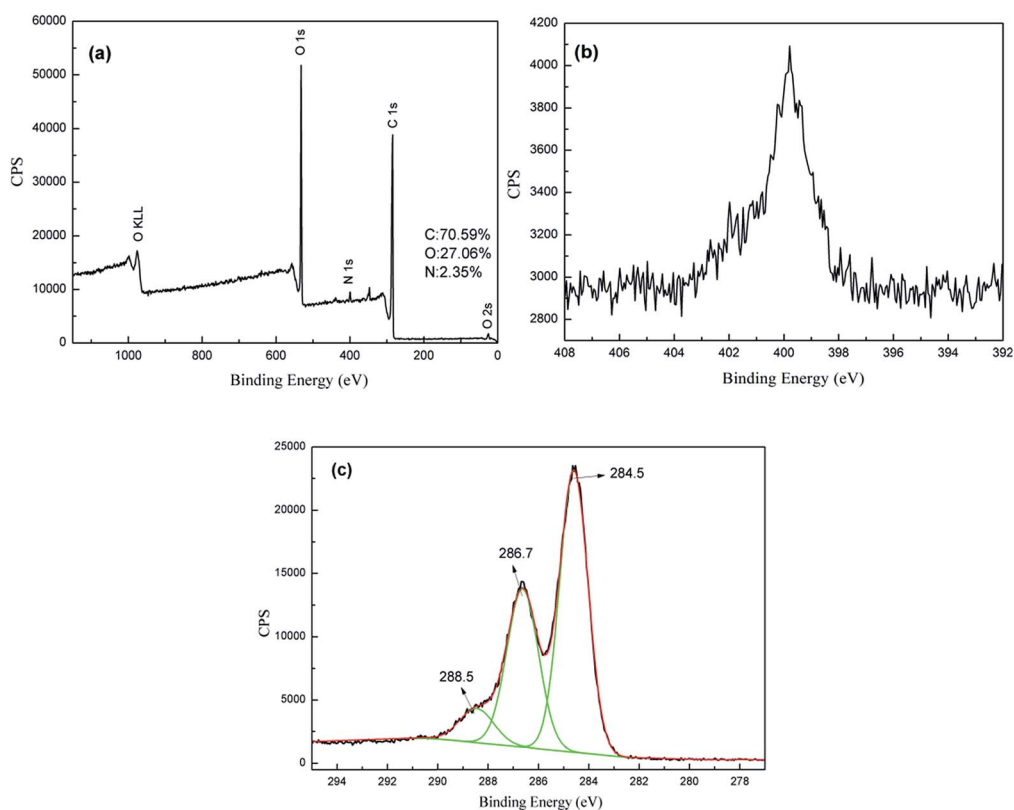 (a)
60000
50000
40000
30000
20000
10000
0
CPS
O KLL
O 1s
N 1s
C 1s
O 2s
C:70.59%
O:27.06%
N:2.35%
1000 800 600 400 200 0
Binding Energy (eV)
(b)
4200
4000
3800
3600
3400
3200
3000
2800
CPS
408 406 404 402 400 398 396 394 392
Binding Energy (eV)
(c)
25000
20000
15000
10000
5000
0
CPS
284.5
286.7
288.5
294 292 290 288 286 284 282 280 278
Binding Energy (eV)